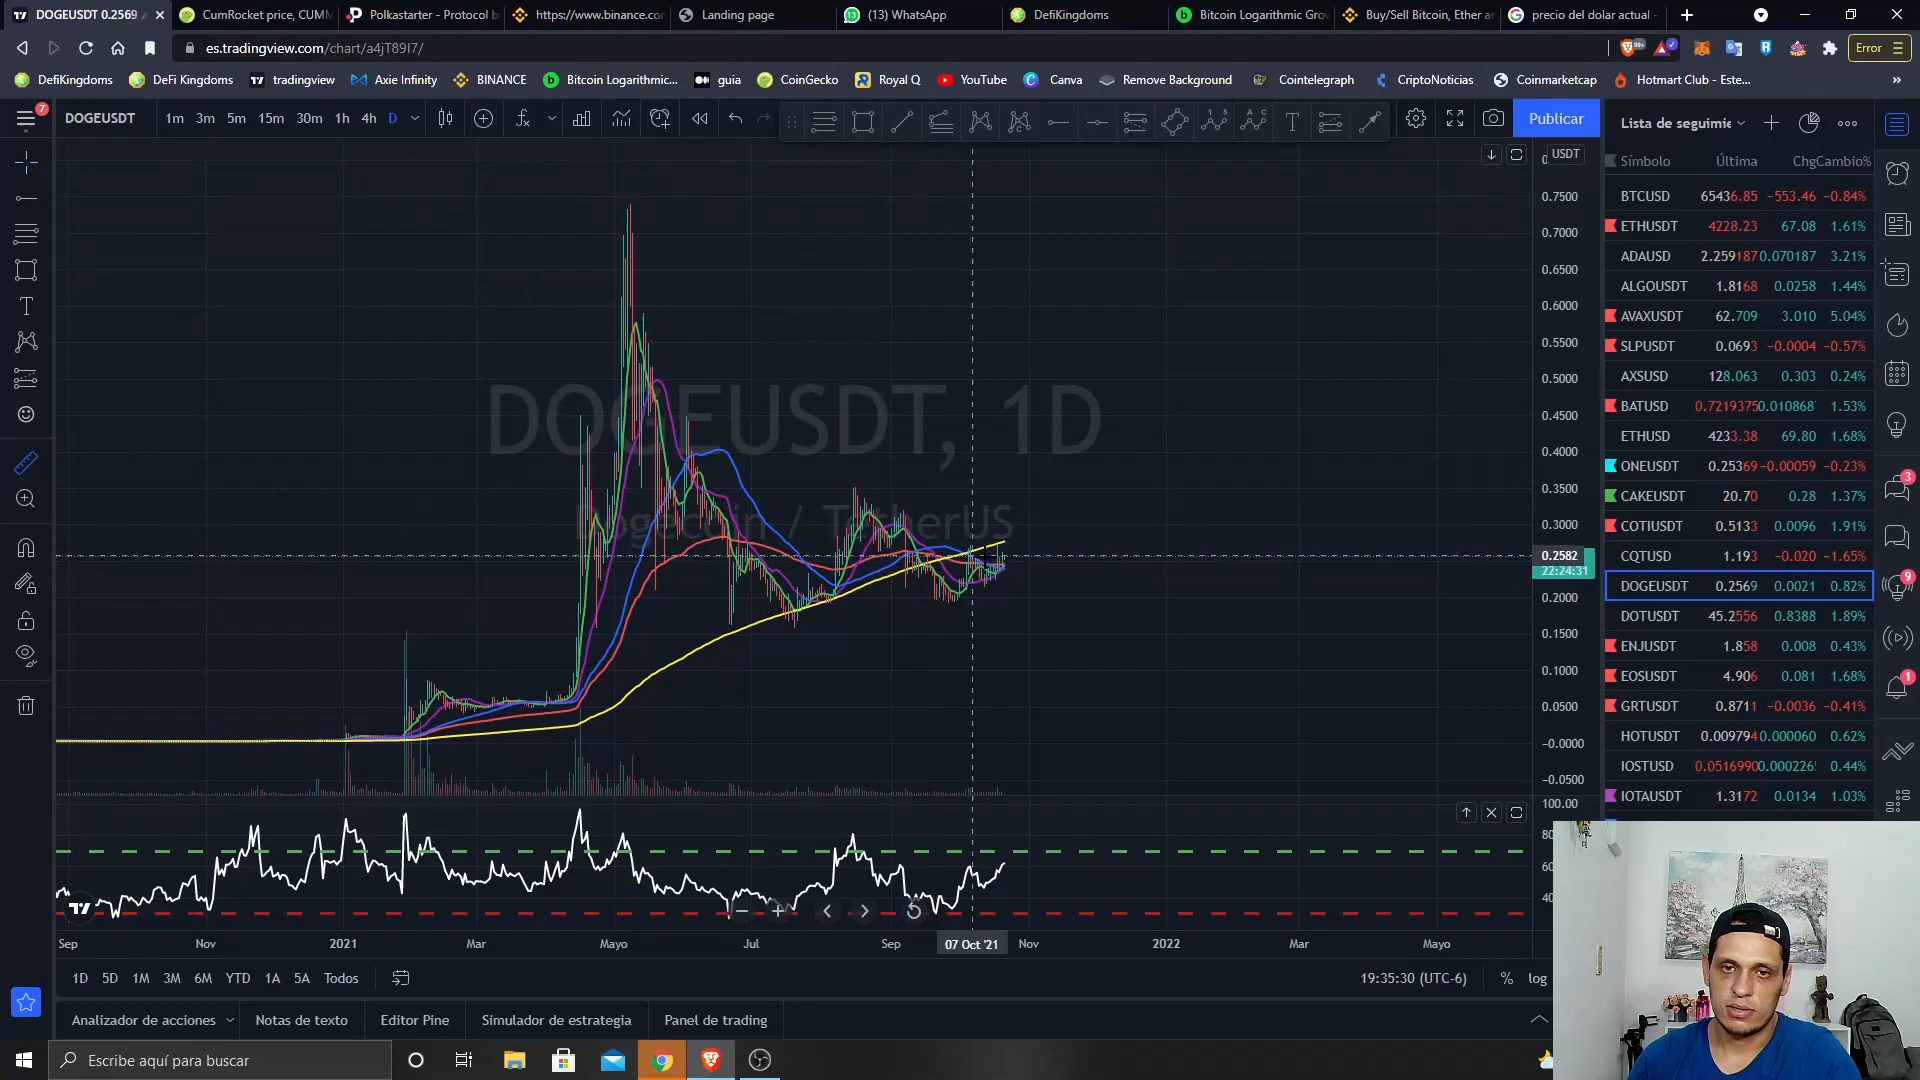 DOGEUSDT 0.2569
CumRocket price, CUMM
Polkastarter - Protocol b
https://www.binance.co
Landing page
(13) WhatsApp
DefiKingdoms
Bitcoin Logarithmic Grow
Buy/Sell Bitcoin, Ether ar
precio del dolar actual -
es.tradingview.com/chart/a4jT89I7/
99+
Error
DefiKingdoms
DeFi Kingdoms
tradingview
Axie Infinity
BINANCE
Bitcoin Logarithmic...
guia
CoinGecko
Royal Q
YouTube
Canva
Remove Background
Cointelegraph
CriptoNoticias
Coinmarketcap
Hotmart Club - Este...
7
DOGEUSDT
1m 3m 5m 15m 30m 1h 4h D
Publicar
Lista de seguimie
USDT
Símbolo Última ChgCambio%
BTCUSD 65436.85 −553.46 −0.84%
ETHUSDT 4228.23 67.08 1.61%
ADAUSD 2.259187 0.070187 3.21%
ALGOUSDT 1.8168 0.0258 1.44%
AVAXUSDT 62.709 3.010 5.04%
SLPUSDT 0.0693 −0.0004 −0.57%
AXSUSD 128.063 0.303 0.24%
BATUSD 0.7219375 0.010868 1.53%
ETHUSD 4233.38 69.80 1.68%
ONEUSDT 0.25369 −0.00059 −0.23%
CAKEUSDT 20.70 0.28 1.37%
COTIUSDT 0.5133 0.0096 1.91%
CQTUSD 1.193 −0.020 −1.65%
DOGEUSDT 0.2569 0.0021 0.82%
DOTUSDT 45.2556 0.8388 1.89%
ENJUSDT 1.858 0.008 0.43%
EOSUSDT 4.906 0.081 1.68%
GRTUSDT 0.8711 −0.0036 −0.41%
HOTUSDT 0.009794 0.000060 0.62%
IOSTUSD 0.0516990 0.000226 0.44%
IOTAUSDT 1.3172 0.0134 1.03%
3
9
1
DOGEUSDT, 1D
Dogecoin / TetherUS
0.7500
0.7000
0.6500
0.6000
0.5500
0.5000
0.4500
0.4000
0.3500
0.3000
0.2582
22:24:31
0.2000
0.1500
0.1000
0.0500
−0.0000
−0.0500
100.00
Sep Nov 2021 Mar Mayo Jul Sep 07 Oct '21 Nov 2022 Mar Mayo
1D 5D 1M 3M 6M YTD 1A 5A Todos
19:35:30 (UTC-6) % log
Analizador de acciones
Notas de texto
Editor Pine
Simulador de estrategia
Panel de trading
Escribe aquí para buscar